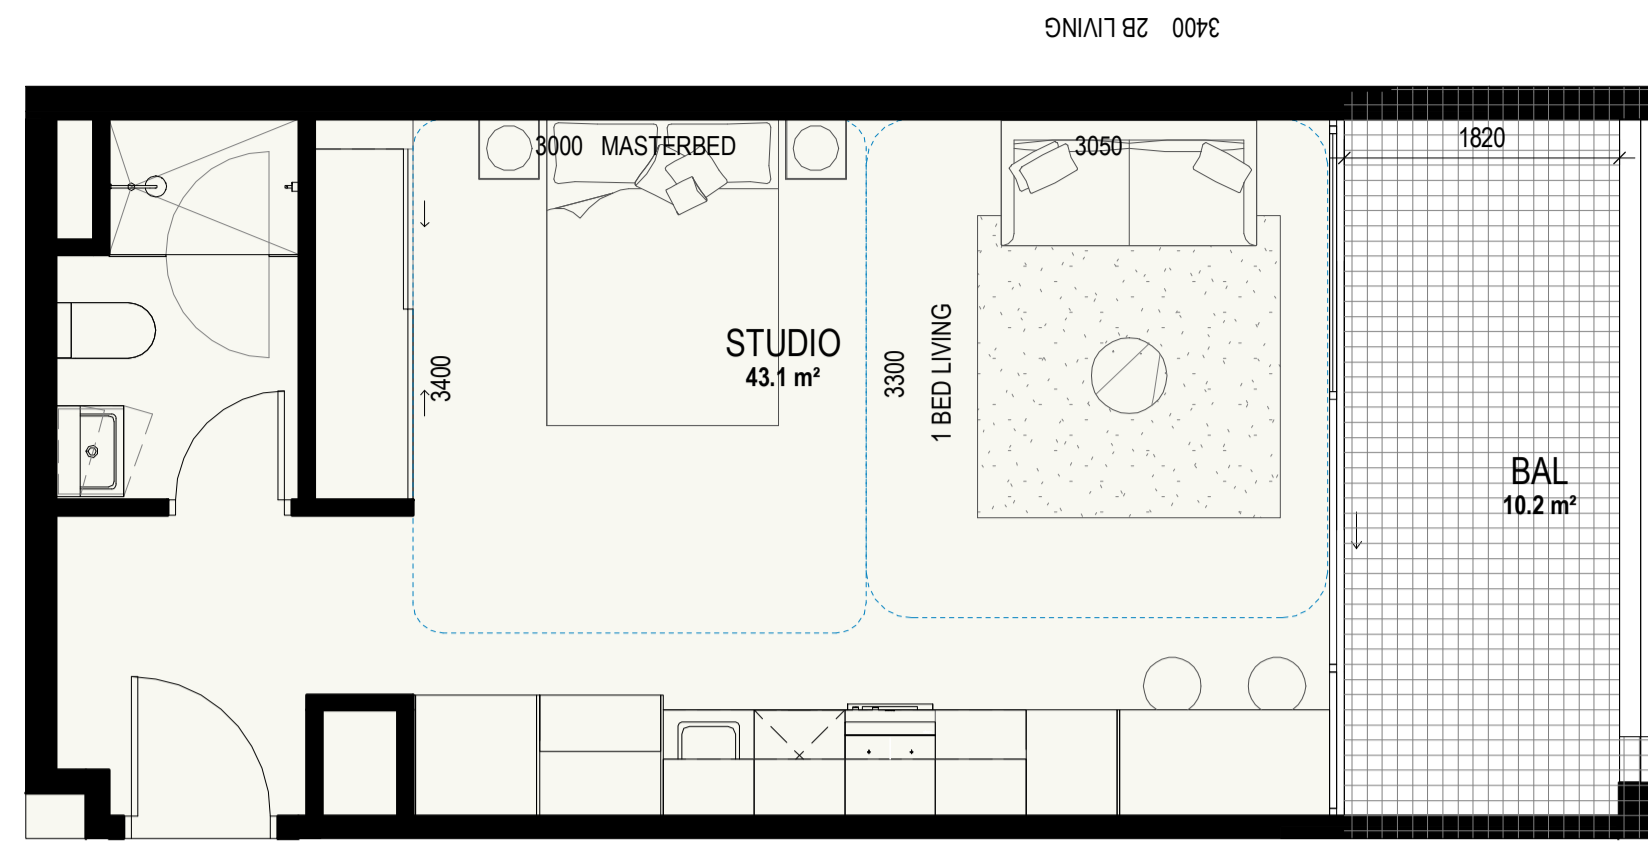 3400 2B LIVING
3000 MASTERBED
3050
1820
STUDIO
43.1 m²
3400
3300
1 BED LIVING
BAL
10.2 m²